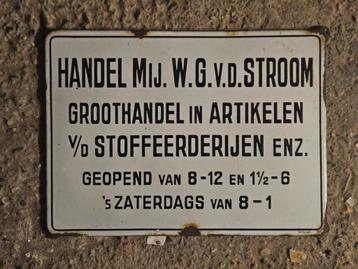 HANDEL MIJ. W.G. V.D. STROOM
GROOTHANDEL IN ARTIKELEN
V/D STOFFEERDERIJEN ENZ.
GEOPEND VAN 8-12 EN 1½-6
'S ZATERDAGS VAN 8-1